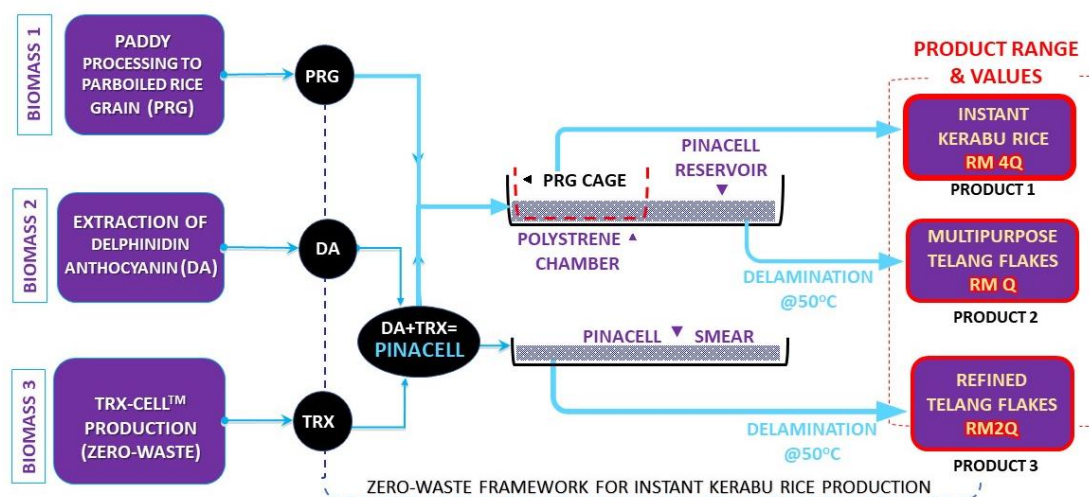 BIOMASS 1
PADDY
PROCESSING TO
PARBOILED RICE
GRAIN (PRG)
PRG
BIOMASS 2
EXTRACTION OF
DELPHINIDIN
ANTHOCYANIN (DA)
DA
BIOMASS 3
TRX-CELL™
PRODUCTION
(ZERO-WASTE)
TRX
DA+TRX=
PINACELL
PRG CAGE
PINACELL
RESERVOIR
POLYSTRENE
CHAMBER
DELAMINATION
@50°C
PINACELL SMEAR
DELAMINATION
@50°C
PRODUCT RANGE
& VALUES
INSTANT
KERABU RICE
RM 4Q
PRODUCT 1
MULTIPURPOSE
TELANG FLAKES
RM Q
PRODUCT 2
REFINED
TELANG FLAKES
RM2Q
PRODUCT 3
ZERO-WASTE FRAMEWORK FOR INSTANT KERABU RICE PRODUCTION